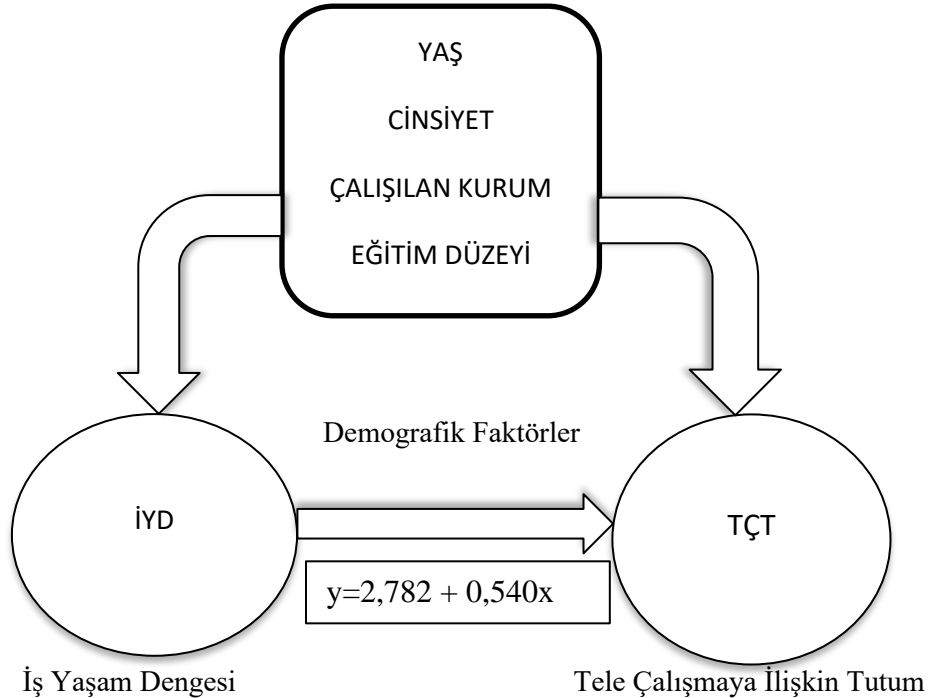 YAŞ
CİNSİYET
ÇALIŞILAN KURUM
EĞİTİM DÜZEYİ
Demografik Faktörler
İYD
TÇT
y=2,782 + 0,540x
İş Yaşam Dengesi
Tele Çalışmaya İlişkin Tutum